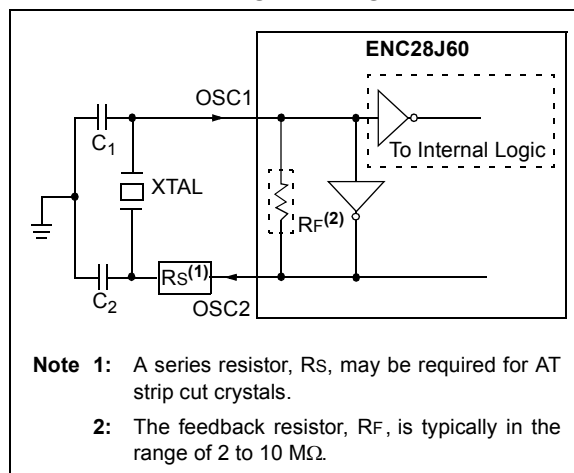 ENC28J60
OSC1
To Internal Logic
C1
XTAL
RF(2)
RS(1)
C2
OSC2
Note 1: A series resistor, RS, may be required for AT
strip cut crystals.
2: The feedback resistor, RF, is typically in the
range of 2 to 10 MΩ.